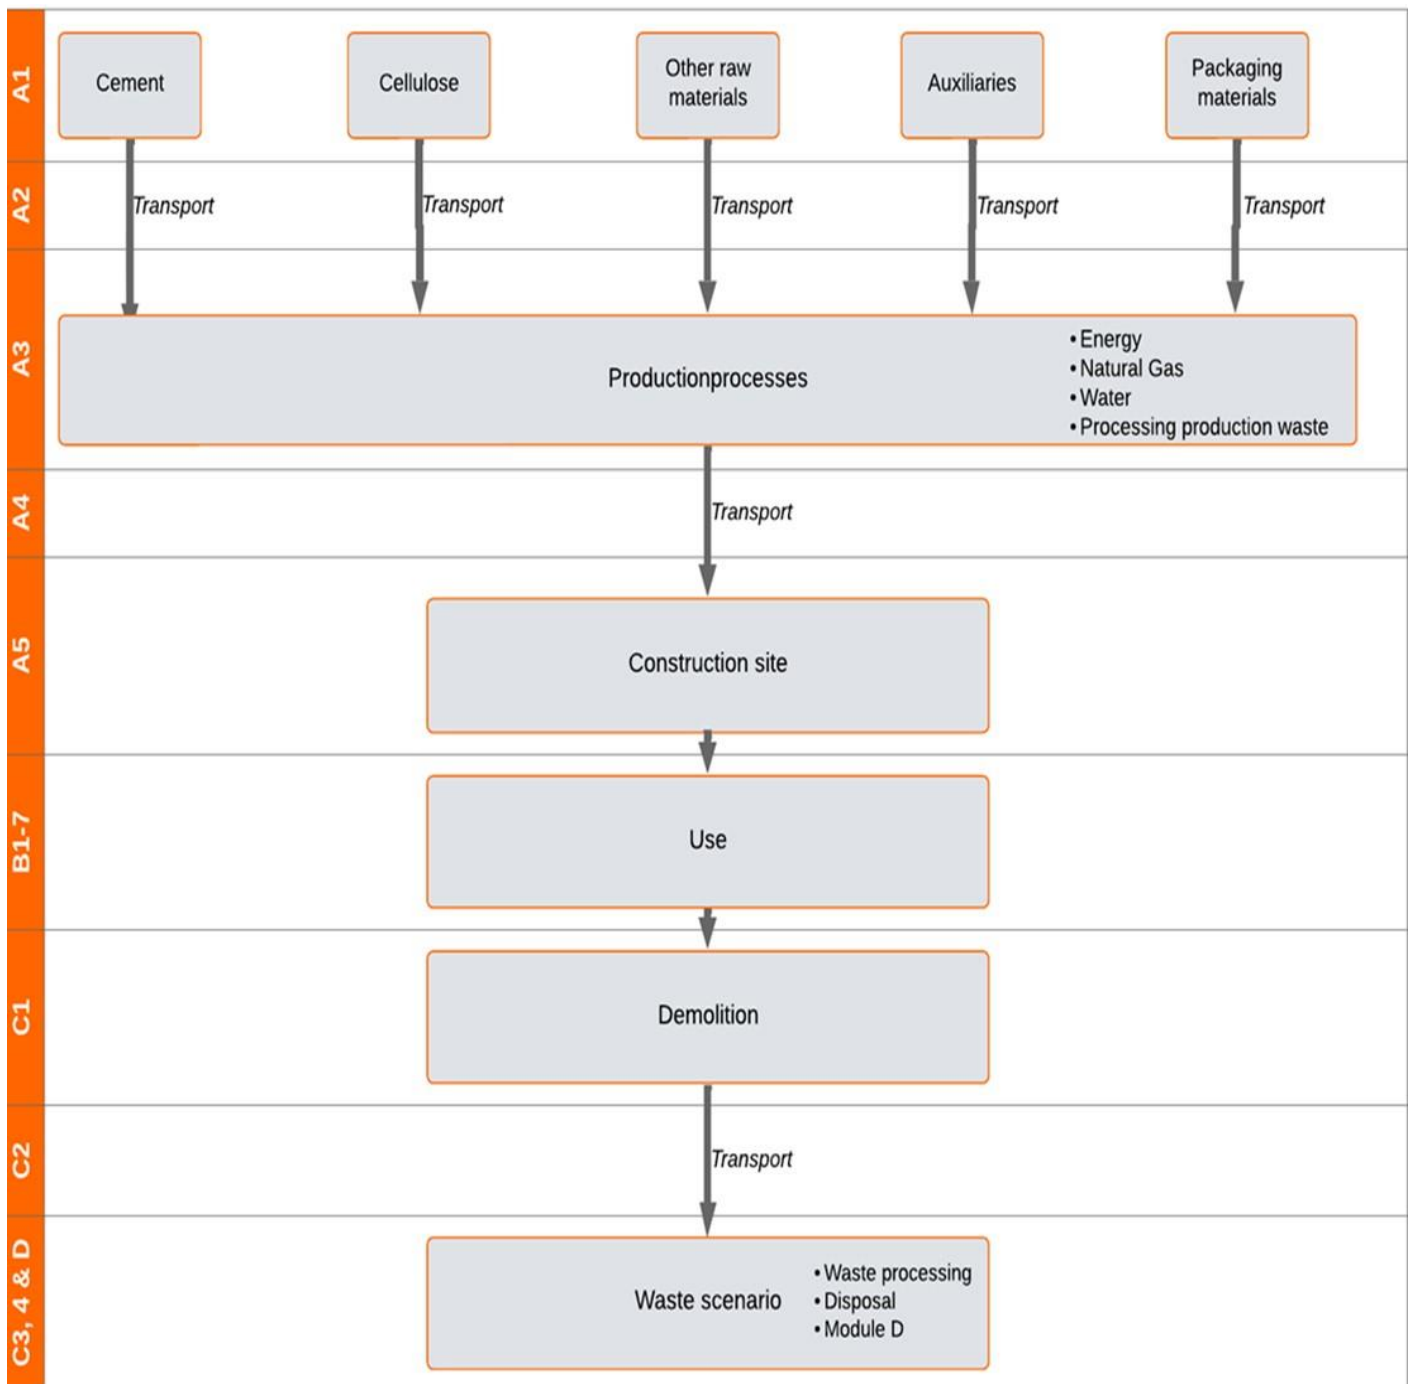 A1
Cement
Cellulose
Other raw
materials
Auxiliaries
Packaging
materials
A2
Transport
Transport
Transport
Transport
Transport
A3
Productionprocesses
• Energy
• Natural Gas
• Water
• Processing production waste
A4
Transport
A5
Construction site
B1-7
Use
C1
Demolition
C2
Transport
C3, 4 & D
Waste scenario
• Waste processing
• Disposal
• Module D